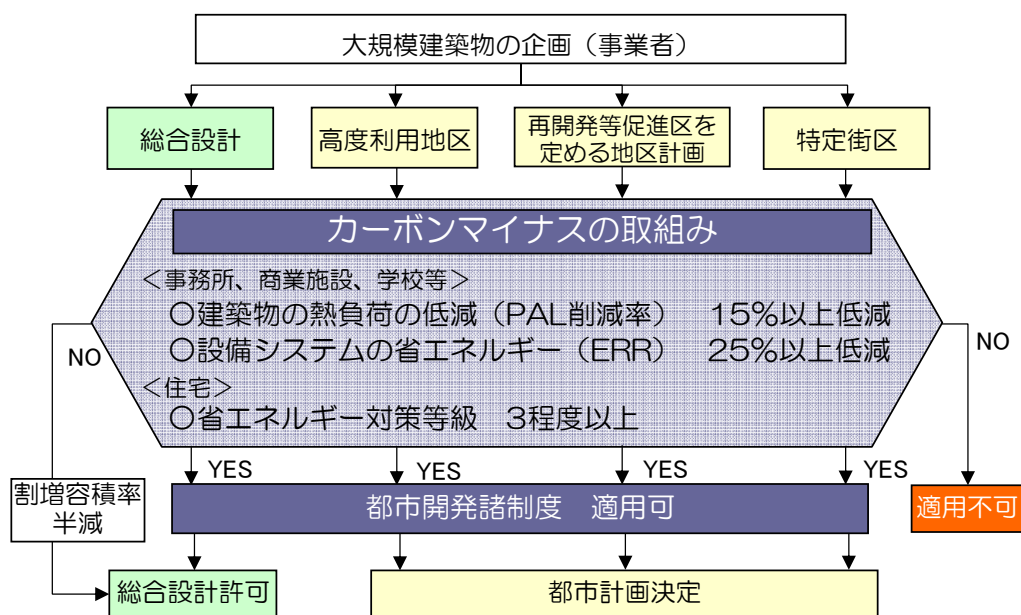 大規模建築物の企画（事業者）
総合設計
高度利用地区
再開発等促進区を
定める地区計画
特定街区
カーボンマイナスの取組み
＜事務所、商業施設、学校等＞
○建築物の熱負荷の低減（PAL削減率）　15％以上低減
○設備システムの省エネルギー（ERR）　25％以上低減
＜住宅＞
○省エネルギー対策等級　3程度以上
NO
NO
YES
YES
YES
YES
割増容積率
半減
都市開発諸制度　適用可
適用不可
総合設計許可
都市計画決定